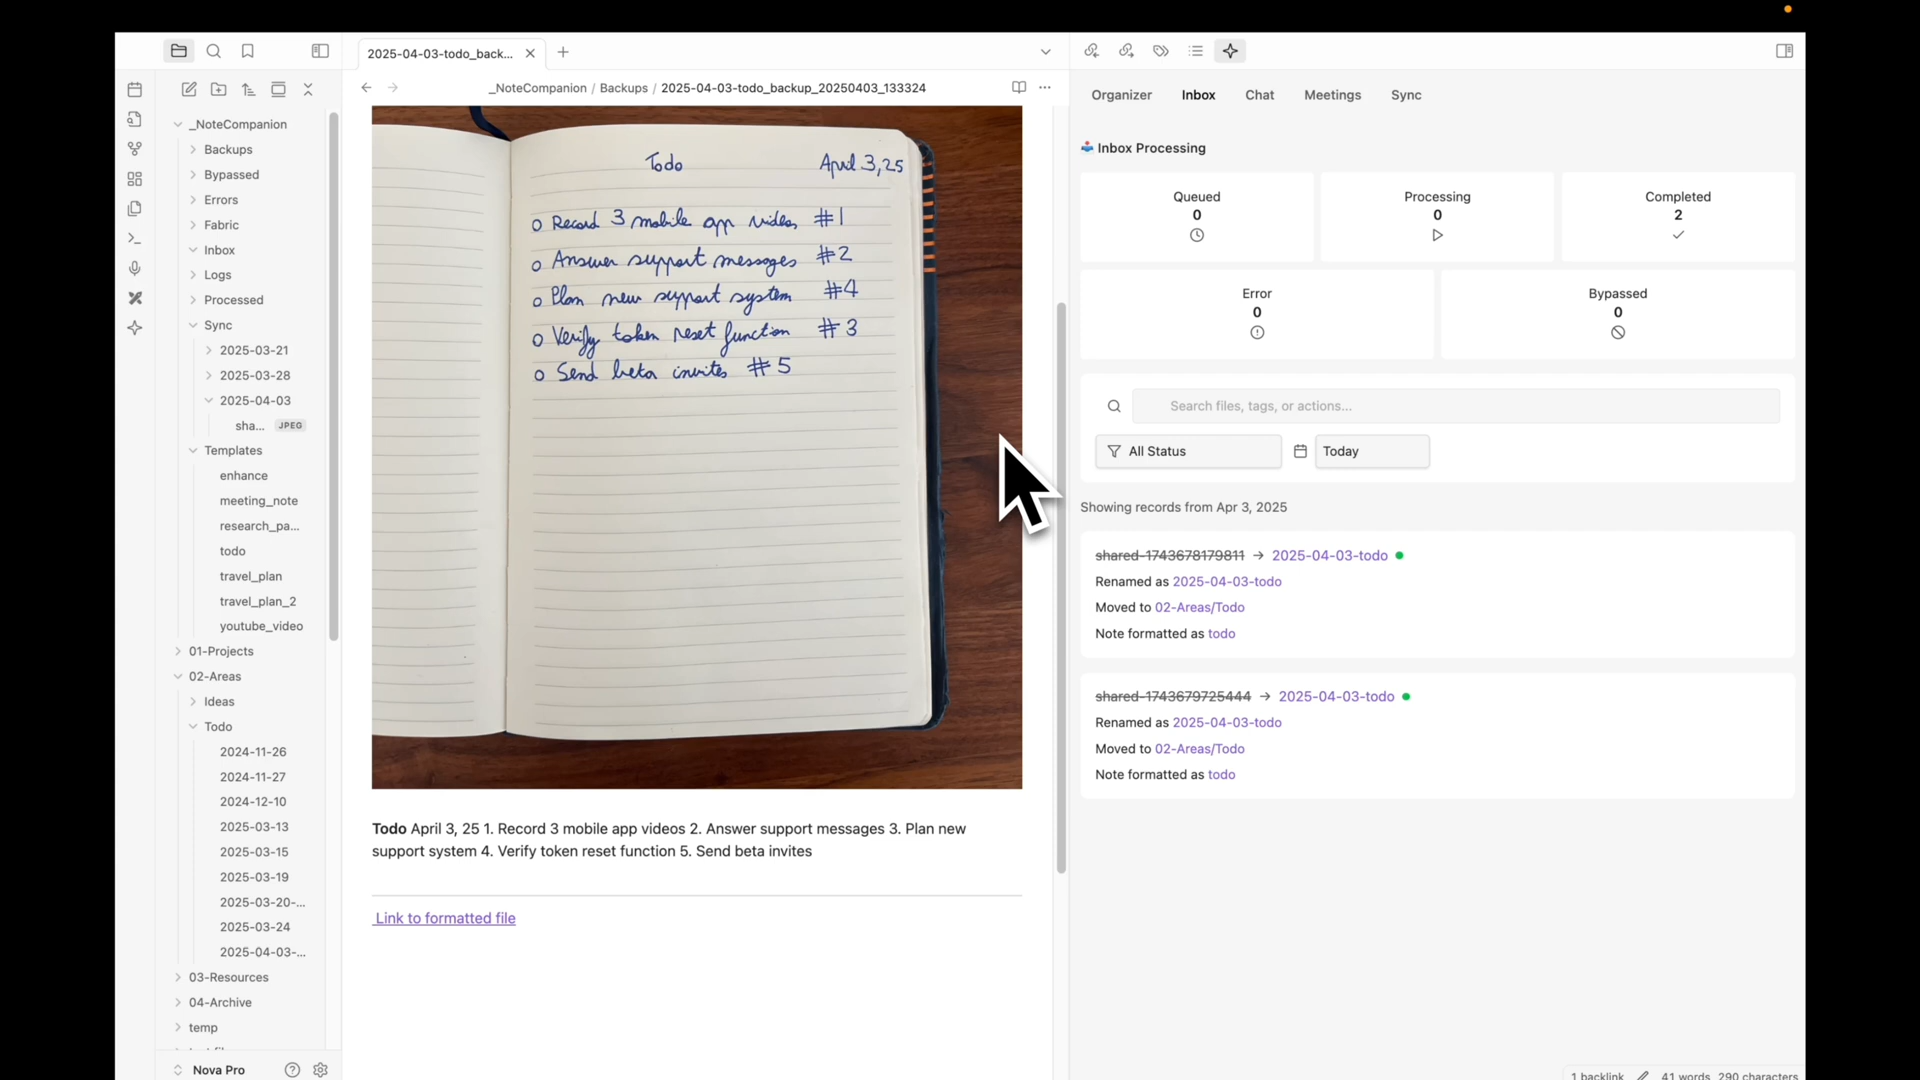 2025-04-03-todo_back...
_NoteCompanion / Backups / 2025-04-03-todo_backup_20250403_133324
_NoteCompanion
Backups
Bypassed
Errors
Fabric
Inbox
Logs
Processed
Sync
2025-03-21
2025-03-28
2025-04-03
sha... JPEG
Templates
enhance
meeting_note
research_pa...
todo
travel_plan
travel_plan_2
youtube_video
01-Projects
02-Areas
Ideas
Todo
2024-11-26
2024-11-27
2024-12-10
2025-03-13
2025-03-15
2025-03-19
2025-03-20-...
2025-03-24
2025-04-03-...
03-Resources
04-Archive
temp
Nova Pro
Todo April 3, 25
o Record 3 mobile app videos #1
o Answer support messages #2
o Plan new support system #4
o Verify token reset function #3
o Send beta invites #5
Todo April 3, 25 1. Record 3 mobile app videos 2. Answer support messages 3. Plan new
support system 4. Verify token reset function 5. Send beta invites
Link to formatted file
Organizer Inbox Chat Meetings Sync
Inbox Processing
Queued Processing Completed
0 0 2
Error Bypassed
0 0
Search files, tags, or actions...
All Status Today
Showing records from Apr 3, 2025
shared-1743678179811 → 2025-04-03-todo
Renamed as 2025-04-03-todo
Moved to 02-Areas/Todo
Note formatted as todo
shared-1743679725444 → 2025-04-03-todo
Renamed as 2025-04-03-todo
Moved to 02-Areas/Todo
Note formatted as todo
1 backlink 41 words 290 characters